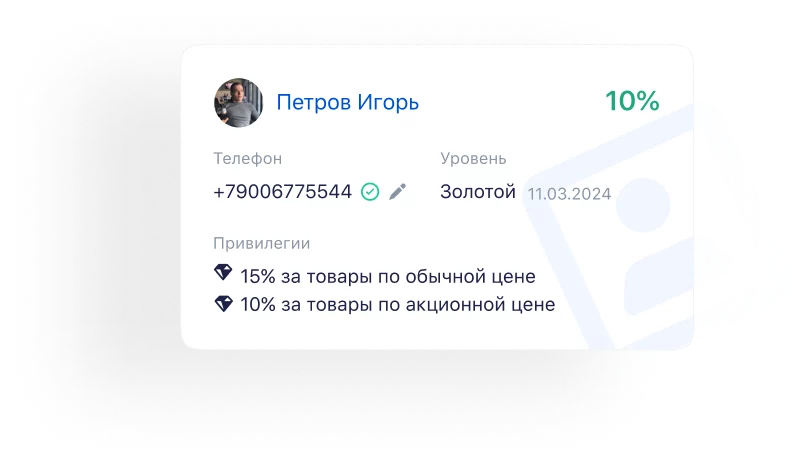 Петров Игорь 10%
Телефон Уровень
+79006775544 Золотой 11.03.2024
Привилегии
15% за товары по обычной цене
10% за товары по акционной цене